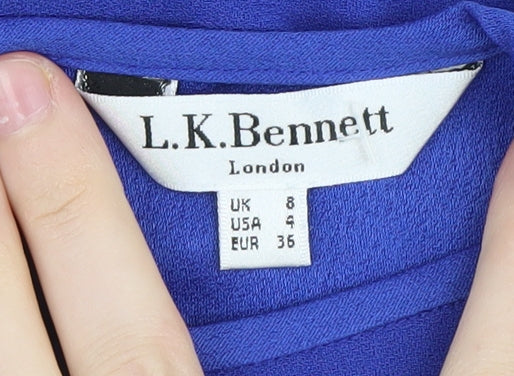 L.K.Bennett
London
UK 8
USA 4
EUR 36